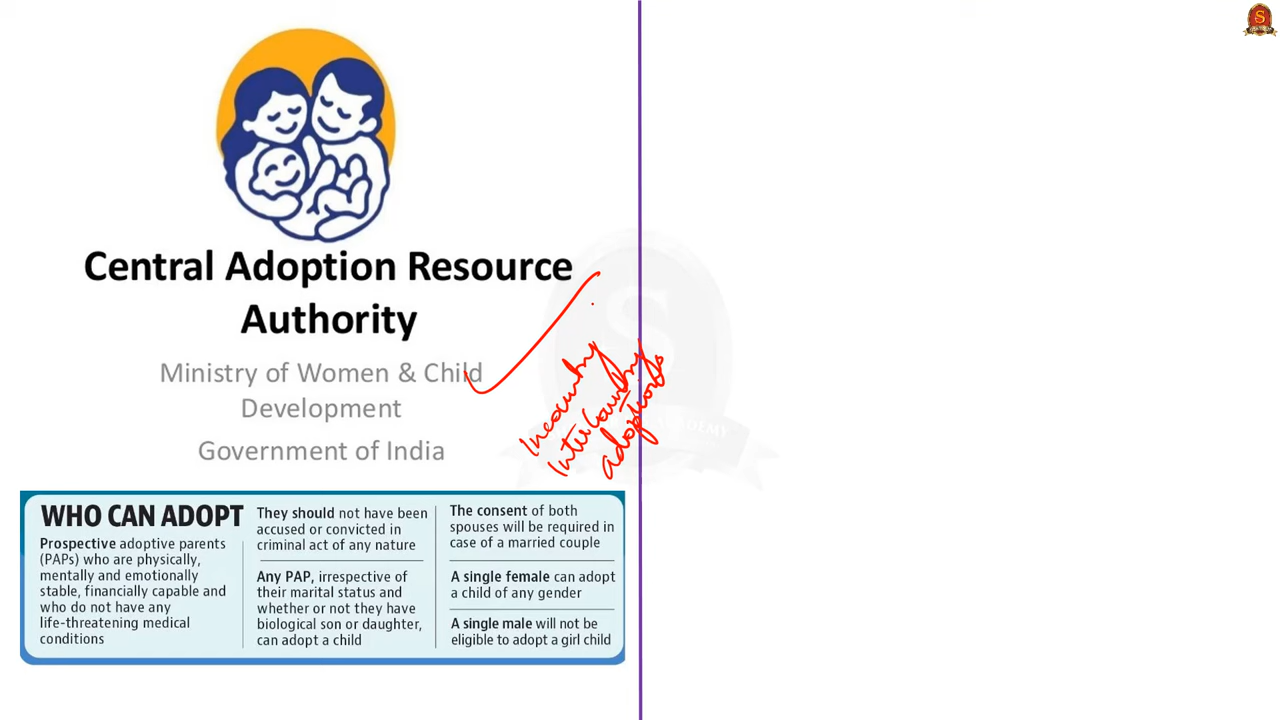 Central Adoption Resource
Authority
Ministry of Women & Child
Development
Government of India
Incountry
InterCountry
adoptions
WHO CAN ADOPT
Prospective adoptive parents
(PAPs) who are physically,
mentally and emotionally
stable, financially capable and
who do not have any
life-threatening medical
conditions
They should not have been
accused or convicted in
criminal act of any nature
Any PAP, irrespective of
their marital status and
whether or not they have
biological son or daughter,
can adopt a child
The consent of both
spouses will be required in
case of a married couple
A single female can adopt
a child of any gender
A single male will not be
eligible to adopt a girl child